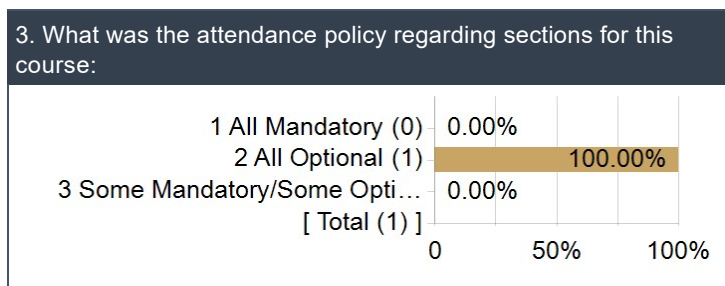 3. What was the attendance policy regarding sections for this
course:
1 All Mandatory (0) 0.00%
2 All Optional (1) 100.00%
3 Some Mandatory/Some Opti... 0.00%
[ Total (1) ]
0 50% 100%